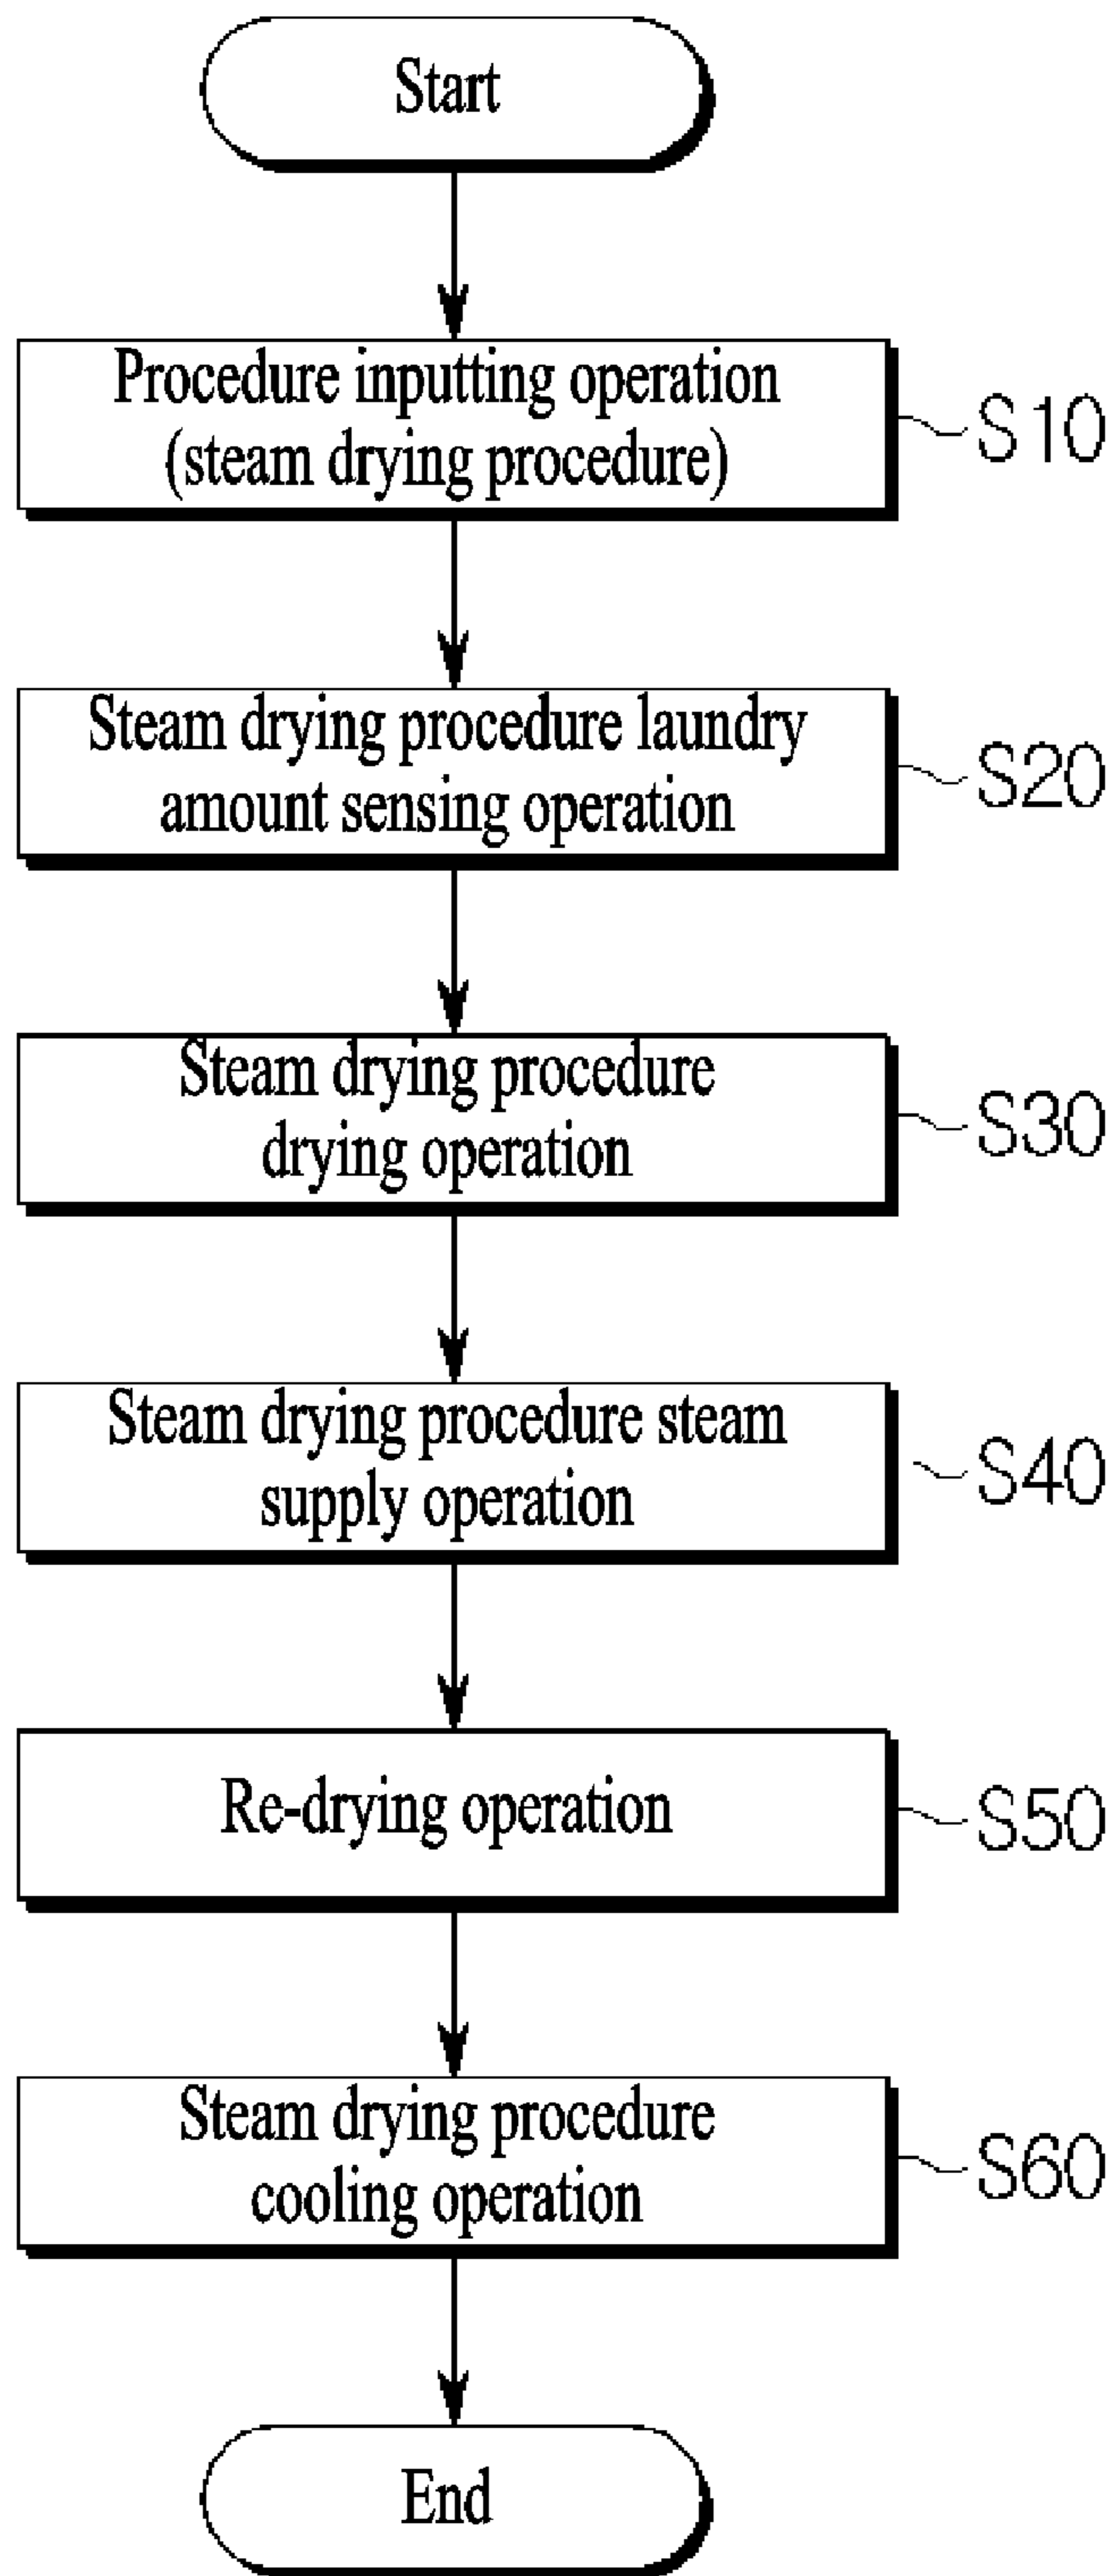 Start
Procedure inputting operation
(steam drying procedure)
S10
Steam drying procedure laundry
amount sensing operation
S20
Steam drying procedure
drying operation
S30
Steam drying procedure steam
supply operation
S40
Re-drying operation
S50
Steam drying procedure
cooling operation
S60
End